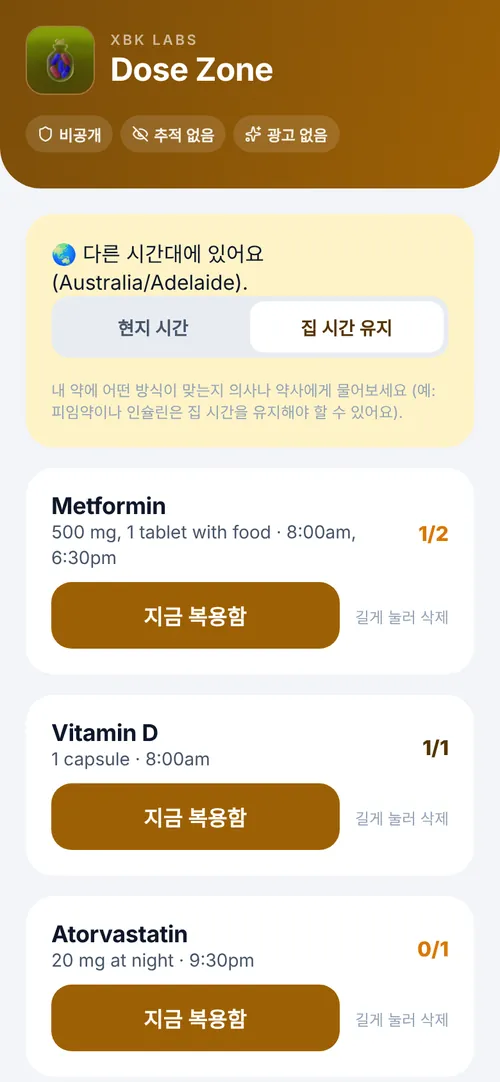 XBK LABS
Dose Zone
비공개
추적 없음
광고 없음
🌏 다른 시간대에 있어요
(Australia/Adelaide).
현지 시간
집 시간 유지
내 약에 어떤 방식이 맞는지 의사나 약사에게 물어보세요 (예:
피임약이나 인슐린은 집 시간을 유지해야 할 수 있어요).
Metformin
500 mg, 1 tablet with food · 8:00am,
6:30pm
1/2
지금 복용함
길게 눌러 삭제
Vitamin D
1 capsule · 8:00am
1/1
지금 복용함
길게 눌러 삭제
Atorvastatin
20 mg at night · 9:30pm
0/1
지금 복용함
길게 눌러 삭제